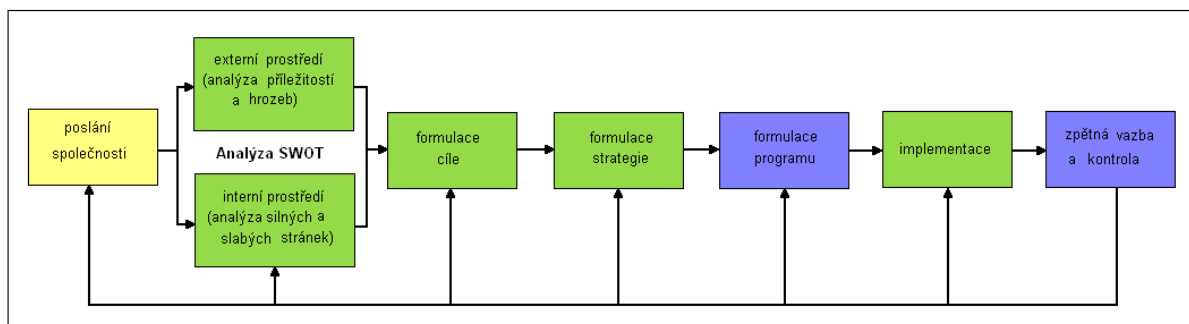 poslání
společnosti
externí prostředí
(analýza příležitostí
a hrozeb)
Analýza SWOT
interní prostředí
(analýza silných a
slabých stránek)
formulace
cíle
formulace
strategie
formulace
programu
implementace
zpětná vazba
a kontrola